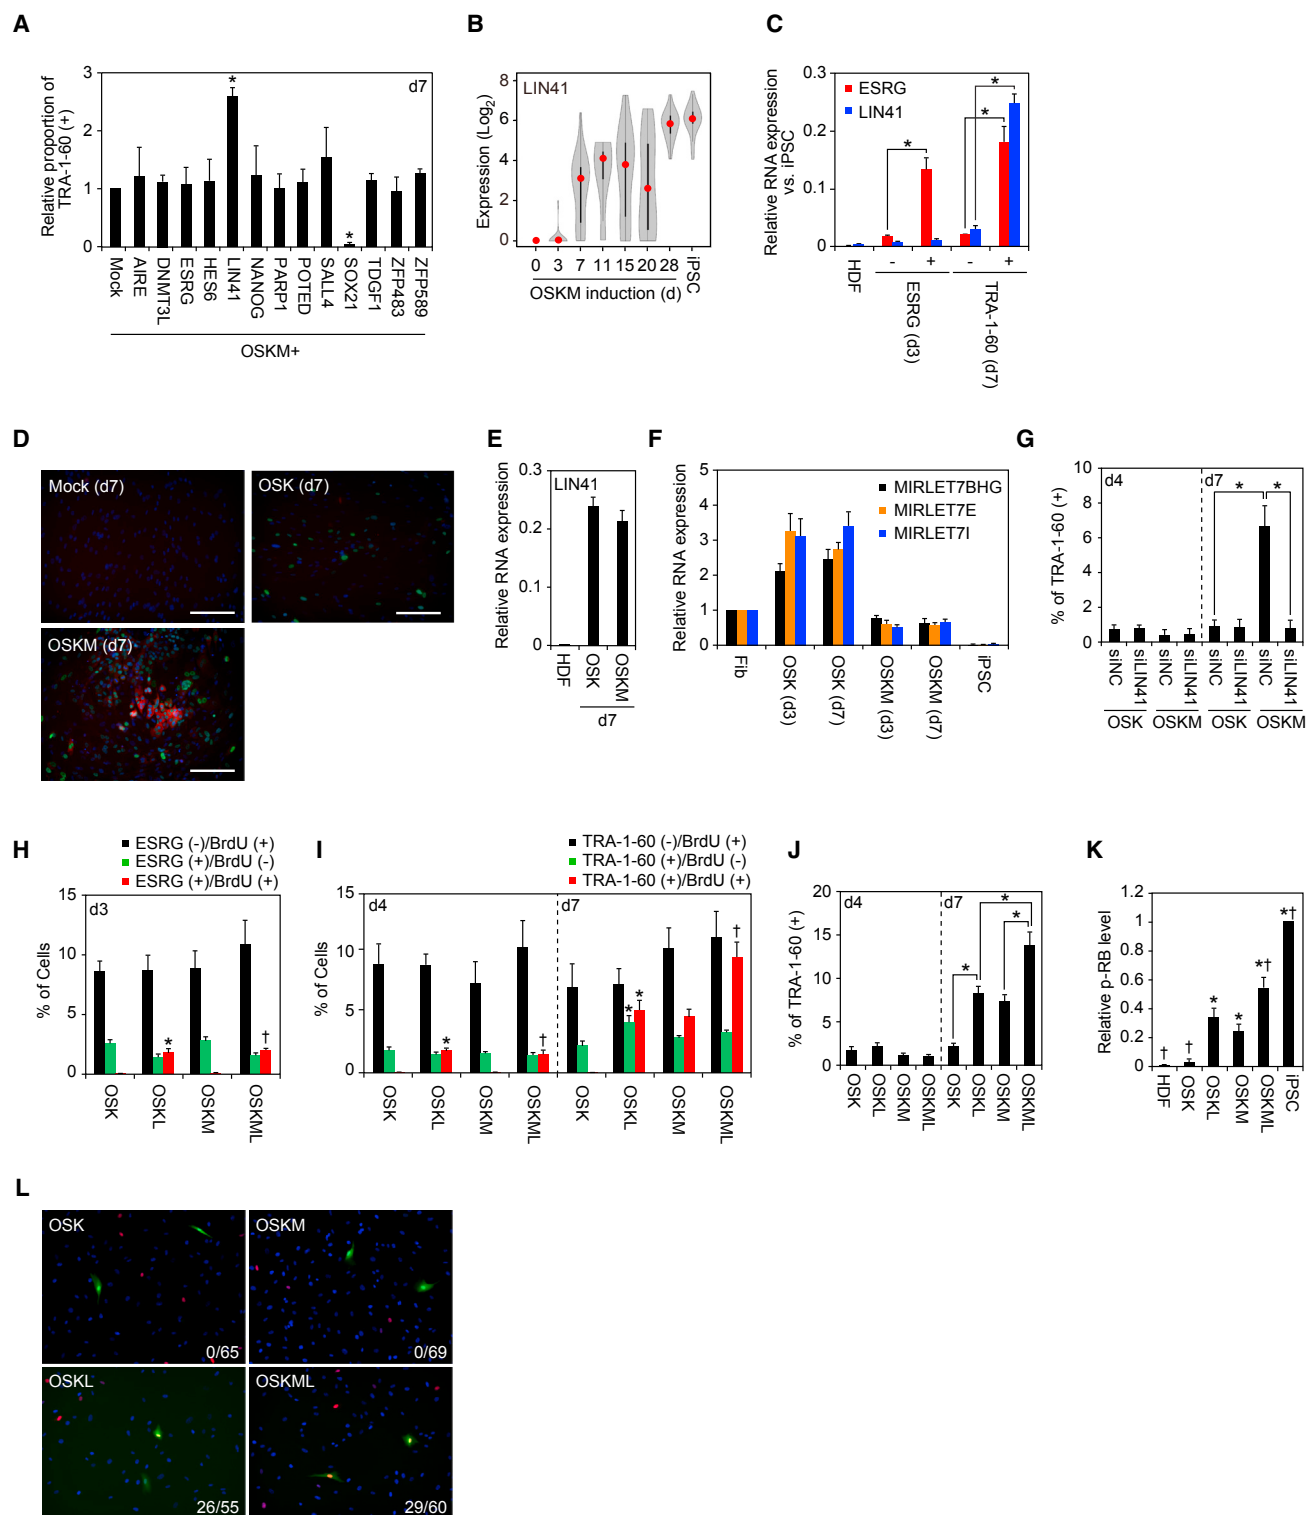 A
Relative proportion of
TRA-1-60 (+)
3
2
1
0
d7
*
*
Mock
AIRE
DNMT3L
ESRG
HES6
LIN41
NANOG
PARP1
POTED
SALL4
SOX21
TDGF1
ZFP483
ZFP589
OSKM+
B
Expression (Log2)
8
6
4
2
0
LIN41
0 3 7 11 15 20 28 iPSC
OSKM induction (d)
C
Relative RNA expression
vs. iPSC
0.3
0.2
0.1
0
ESRG
LIN41
*
*
*
HDF
- + - +
ESRG (d3)
TRA-1-60 (d7)
D
Mock (d7)
OSK (d7)
OSKM (d7)
E
Relative RNA expression
0.3
0.2
0.1
0
LIN41
HDF
OSK
OSKM
d7
F
Relative RNA expression
5
4
3
2
1
0
MIRLET7BHG
MIRLET7E
MIRLET7I
Fib
OSK (d3)
OSK (d7)
OSKM (d3)
OSKM (d7)
iPSC
G
% of TRA-1-60 (+)
10
8
6
4
2
0
d4
d7
* *
siNC
siLIN41
siNC
siLIN41
siNC
siLIN41
siNC
siLIN41
OSK OSKM OSK OSKM
H
ESRG (-)/BrdU (+)
ESRG (+)/BrdU (-)
ESRG (+)/BrdU (+)
% of Cells
15
10
5
0
d3
* †
OSK
OSKL
OSKM
OSKML
I
TRA-1-60 (-)/BrdU (+)
TRA-1-60 (+)/BrdU (-)
TRA-1-60 (+)/BrdU (+)
% of Cells
15
10
5
0
d4
d7
* † * * †
OSK
OSKL
OSKM
OSKML
OSK
OSKL
OSKM
OSKML
J
% of TRA-1-60 (+)
20
15
10
5
0
d4
d7
*
*
*
OSK
OSKL
OSKM
OSKML
OSK
OSKL
OSKM
OSKML
K
Relative p-RB level
1.2
1
0.8
0.6
0.4
0.2
0
† † * * *† *†
HDF
OSK
OSKL
OSKM
OSKML
iPSC
L
OSK
0/65
OSKM
0/69
OSKL
26/55
OSKML
29/60